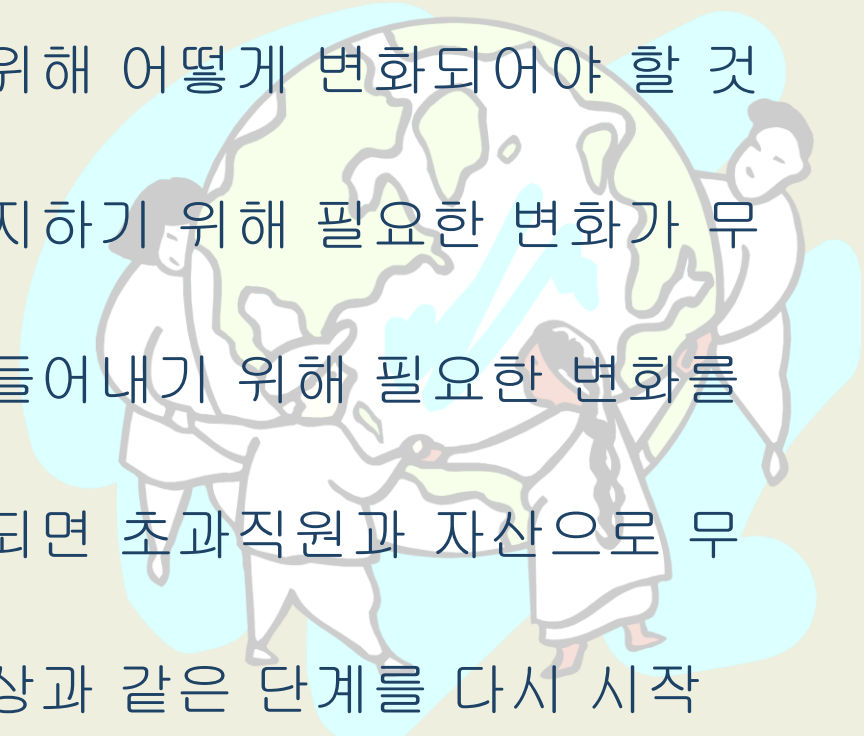 위해 어떻게 변화되어야 할 것
지하기 위해 필요한 변화가 무
들어내기 위해 필요한 변화를
되면 초과직원과 자산으로 무
상과 같은 단계를 다시 시작